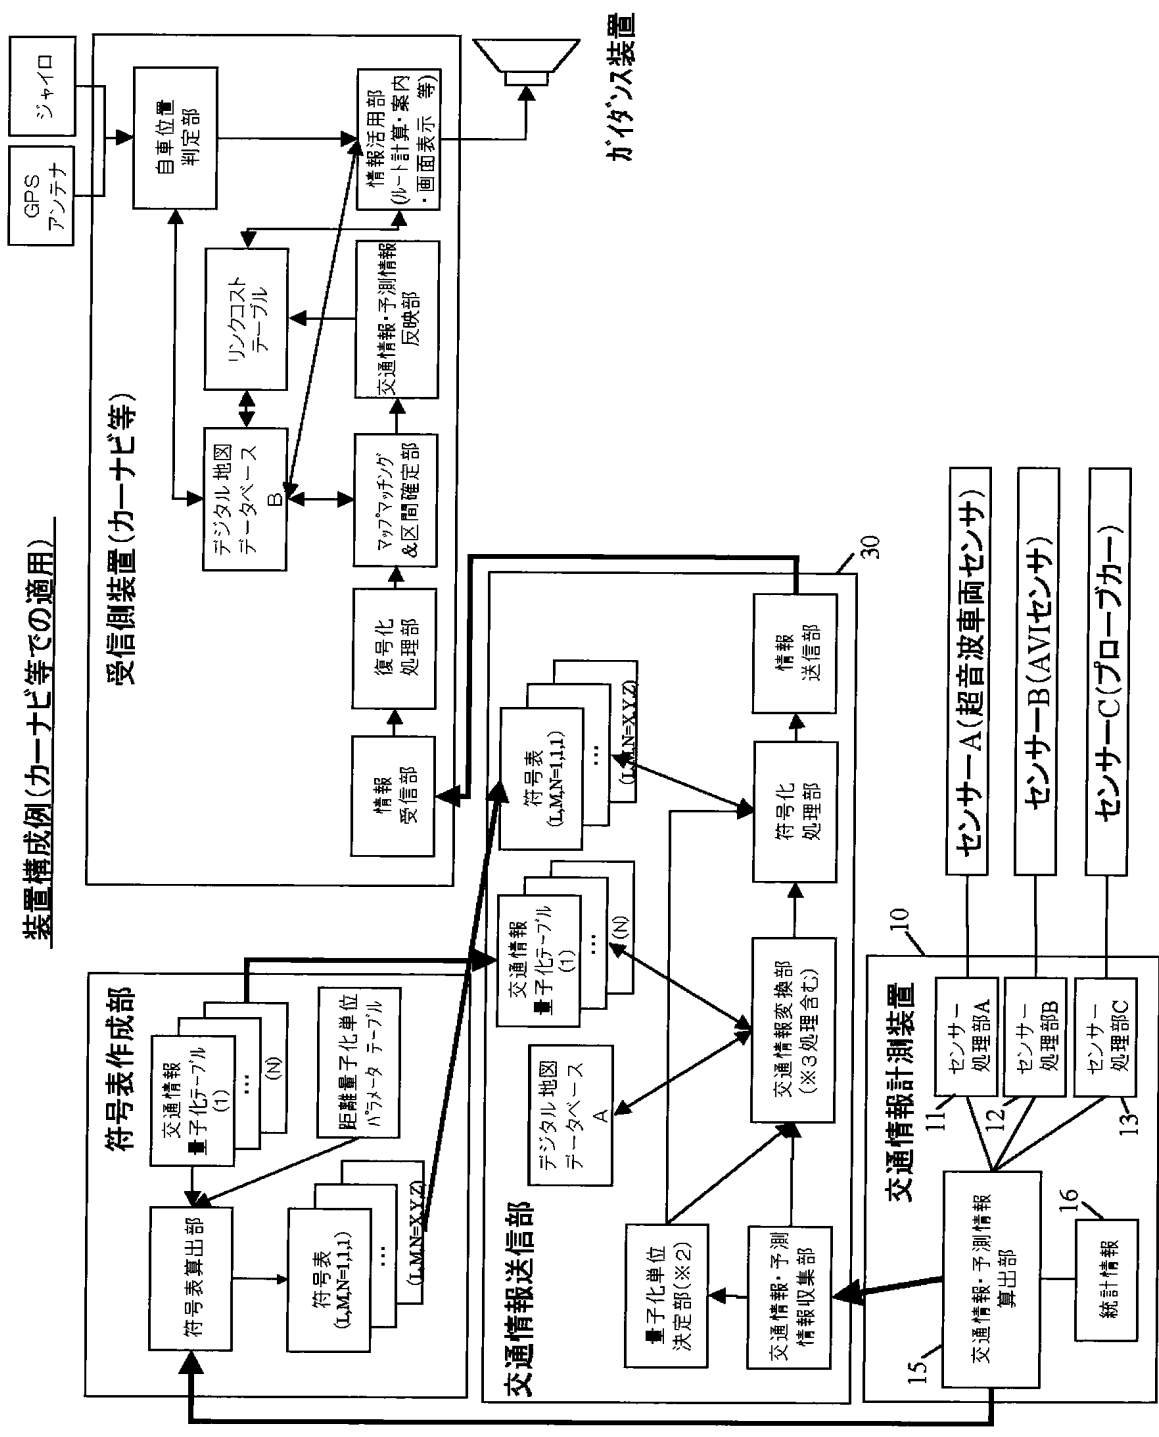 装置構成例(カーナビ等での適用)
符号表作成部
符号表算出部
交通情報
量子化テーブル
(1)
…
(N)
距離量子化単位
パラメータテーブル
符号表
(L,M,N=1,1,1)
…
(L,M,N=X,Y,Z)
受信側装置(カーナビ等)
情報
受信部
復号化
処理部
マップマッチング
&区間確定部
交通情報・予測情報
反映部
情報活用部
(ルート計算・案内
・画面表示 等)
デジタル地図
データベース
B
リンクコスト
テーブル
自車位置
判定部
GPS
アンテナ
ジャイロ
ガイダンス装置
交通情報送信部
量子化単位
決定部(※2)
交通情報・予測
情報収集部
デジタル地図
データベース
A
交通情報
量子化テーブル
(1)
…
(N)
符号表
(L,M,N=1,1,1)
…
(L,M,N=X,Y,Z)
交通情報変換部
(※3処理含む)
符号化
処理部
情報
送信部
30
交通情報計測装置
10
15
交通情報・予測情報
算出部
16
統計情報
11
センサー
処理部A
12
センサー
処理部B
13
センサー
処理部C
センサーA(超音波車両センサ)
センサーB(AVIセンサ)
センサーC(プローブカー)